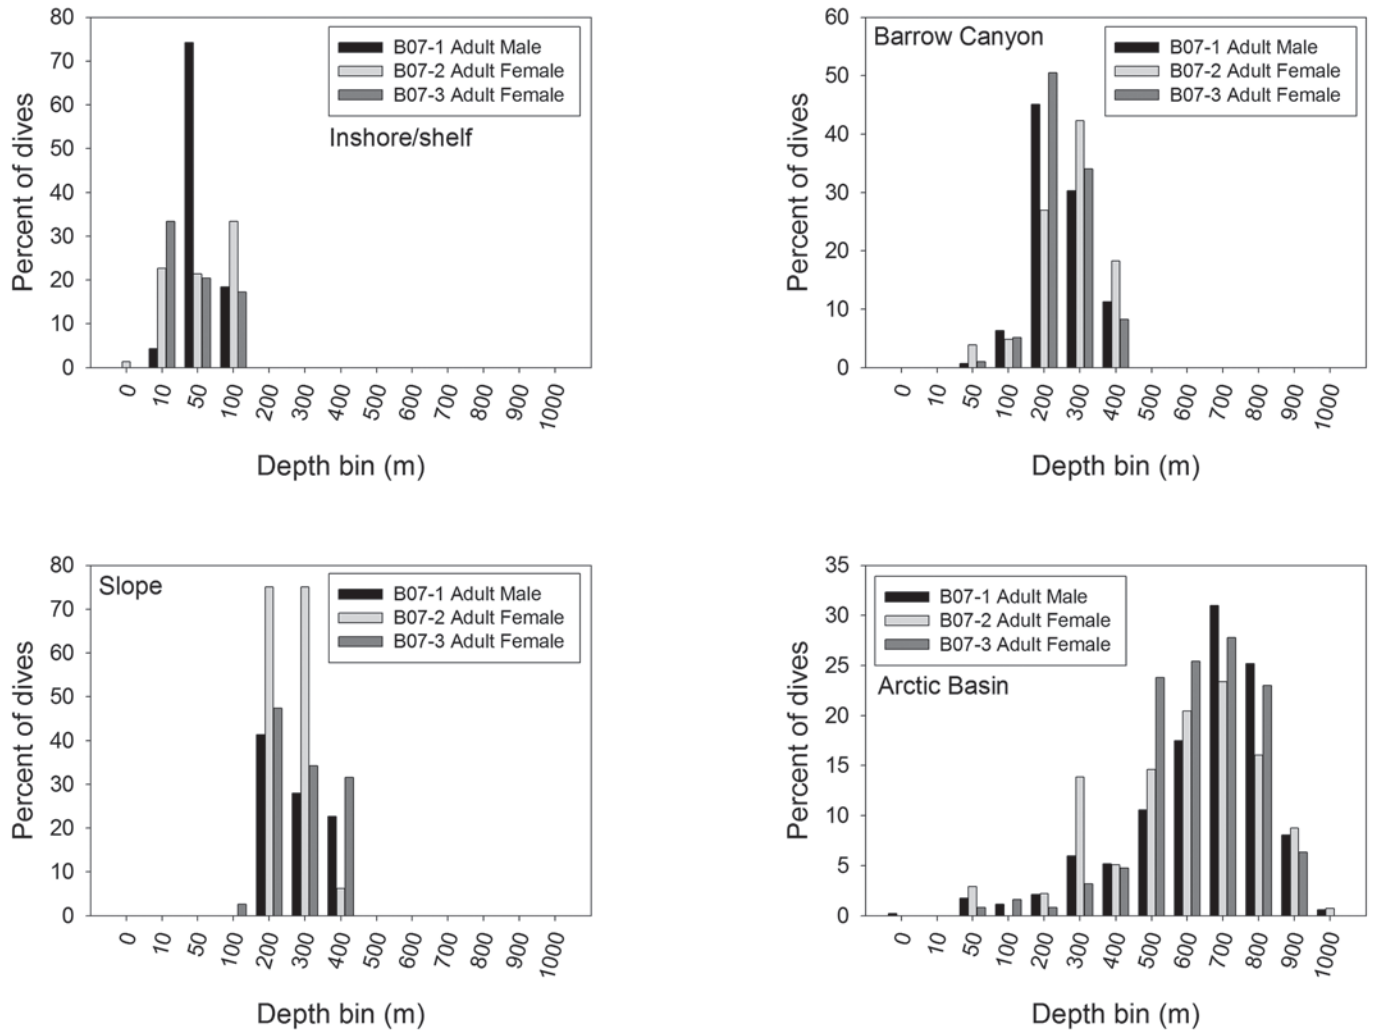 80
70
60
50
40
30
20
10
0
Percent of dives
B07-1 Adult Male
B07-2 Adult Female
B07-3 Adult Female
Inshore/shelf
0 10 50 100 200 300 400 500 600 700 800 900 1000
Depth bin (m)
60
50
40
30
20
10
0
Percent of dives
Barrow Canyon
B07-1 Adult Male
B07-2 Adult Female
B07-3 Adult Female
0 10 50 100 200 300 400 500 600 700 800 900 1000
Depth bin (m)
80
70
60
50
40
30
20
10
0
Percent of dives
Slope
B07-1 Adult Male
B07-2 Adult Female
B07-3 Adult Female
0 10 50 100 200 300 400 500 600 700 800 900 1000
Depth bin (m)
35
30
25
20
15
10
5
0
Percent of dives
B07-1 Adult Male
B07-2 Adult Female
B07-3 Adult Female
Arctic Basin
0 10 50 100 200 300 400 500 600 700 800 900 1000
Depth bin (m)